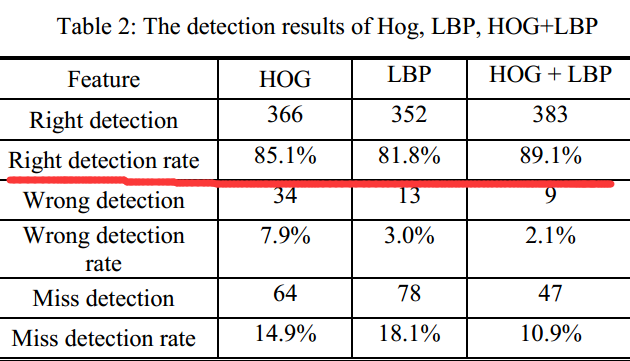 Table 2: The detection results of Hog, LBP, HOG+LBP
Feature HOG LBP HOG + LBP
Right detection 366 352 383
Right detection rate 85.1% 81.8% 89.1%
Wrong detection 34 13 9
Wrong detection rate 7.9% 3.0% 2.1%
Miss detection 64 78 47
Miss detection rate 14.9% 18.1% 10.9%